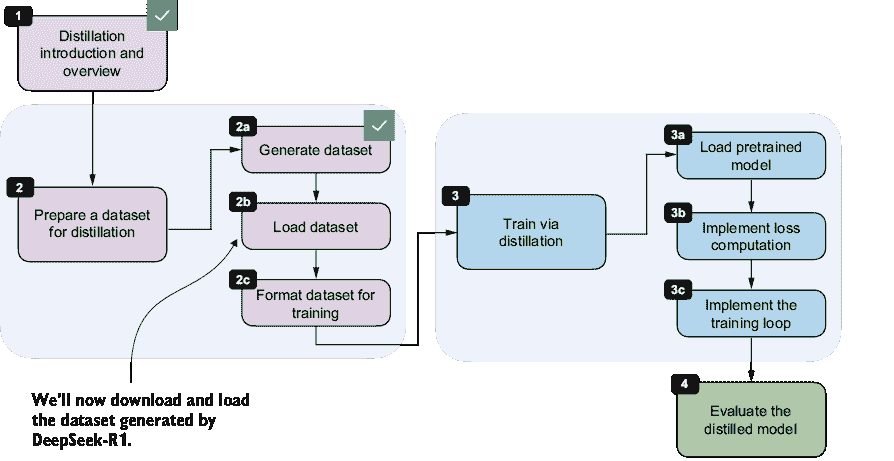 1
Distillation
introduction and
overview
2
Prepare a dataset
for distillation
2a
Generate dataset
2b
Load dataset
2c
Format dataset for
training
We'll now download and load
the dataset generated by
DeepSeek-R1.
3
Train via
distillation
3a
Load pretrained
model
3b
Implement loss
computation
3c
Implement the
training loop
4
Evaluate the
distilled model